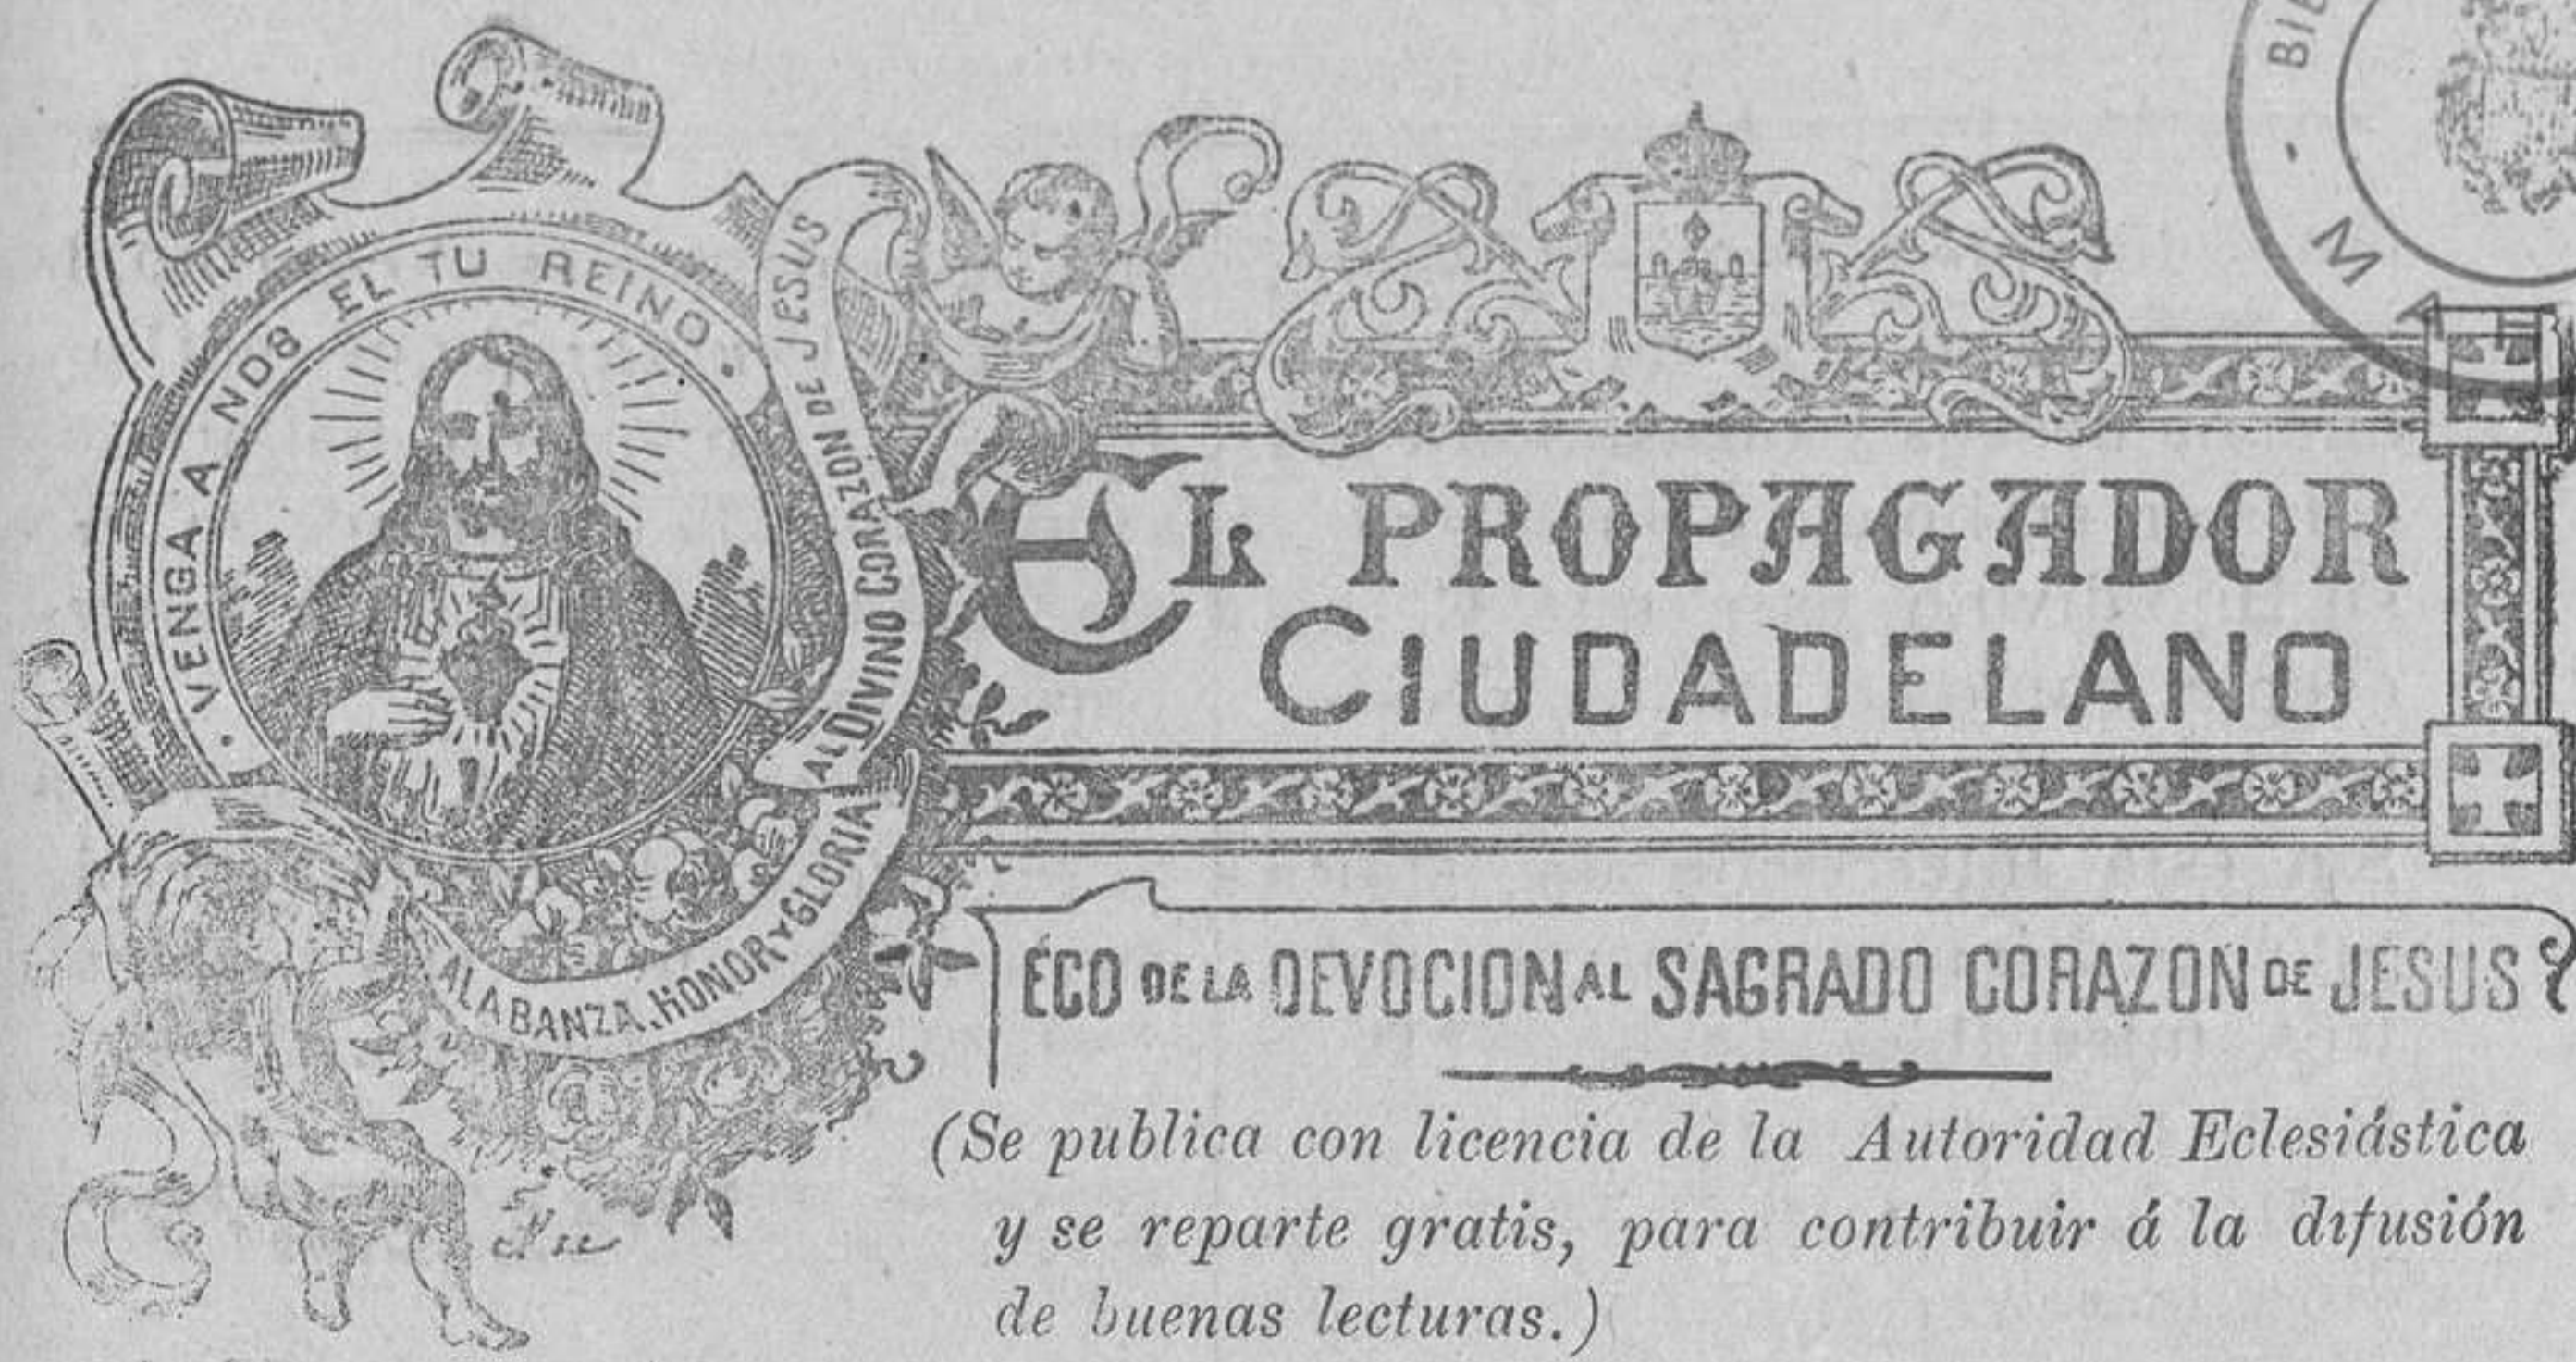 · VENGA A NOS EL TU REINO ·
ALABANZA, HONOR Y GLORIA
AL DIVINO CORAZÓN DE JESUS
EL PROPAGADOR
CIUDADELANO
ÉCO DE LA DEVOCION AL SAGRADO CORAZON DE JESUS
(Se publica con licencia de la Autoridad Eclesiástica
y se reparte gratis, para contribuir á la difusión
de buenas lecturas.)